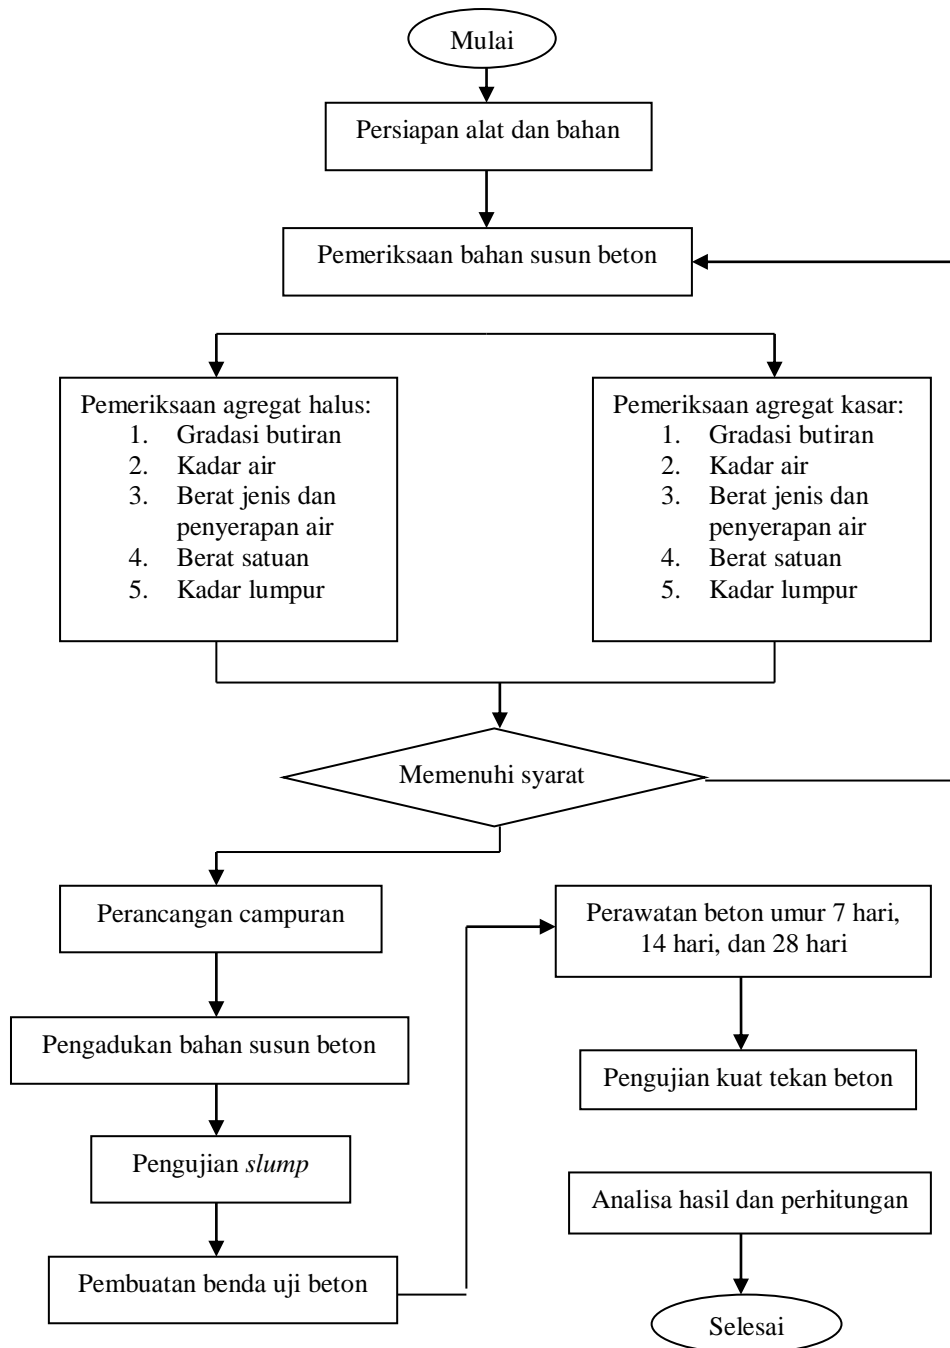 Mulai
Persiapan alat dan bahan
Pemeriksaan bahan susun beton
Pemeriksaan agregat halus:
1. Gradasi butiran
2. Kadar air
3. Berat jenis dan
penyerapan air
4. Berat satuan
5. Kadar lumpur
Pemeriksaan agregat kasar:
1. Gradasi butiran
2. Kadar air
3. Berat jenis dan
penyerapan air
4. Berat satuan
5. Kadar lumpur
Memenuhi syarat
Perancangan campuran
Pengadukan bahan susun beton
Pengujian slump
Pembuatan benda uji beton
Perawatan beton umur 7 hari,
14 hari, dan 28 hari
Pengujian kuat tekan beton
Analisa hasil dan perhitungan
Selesai